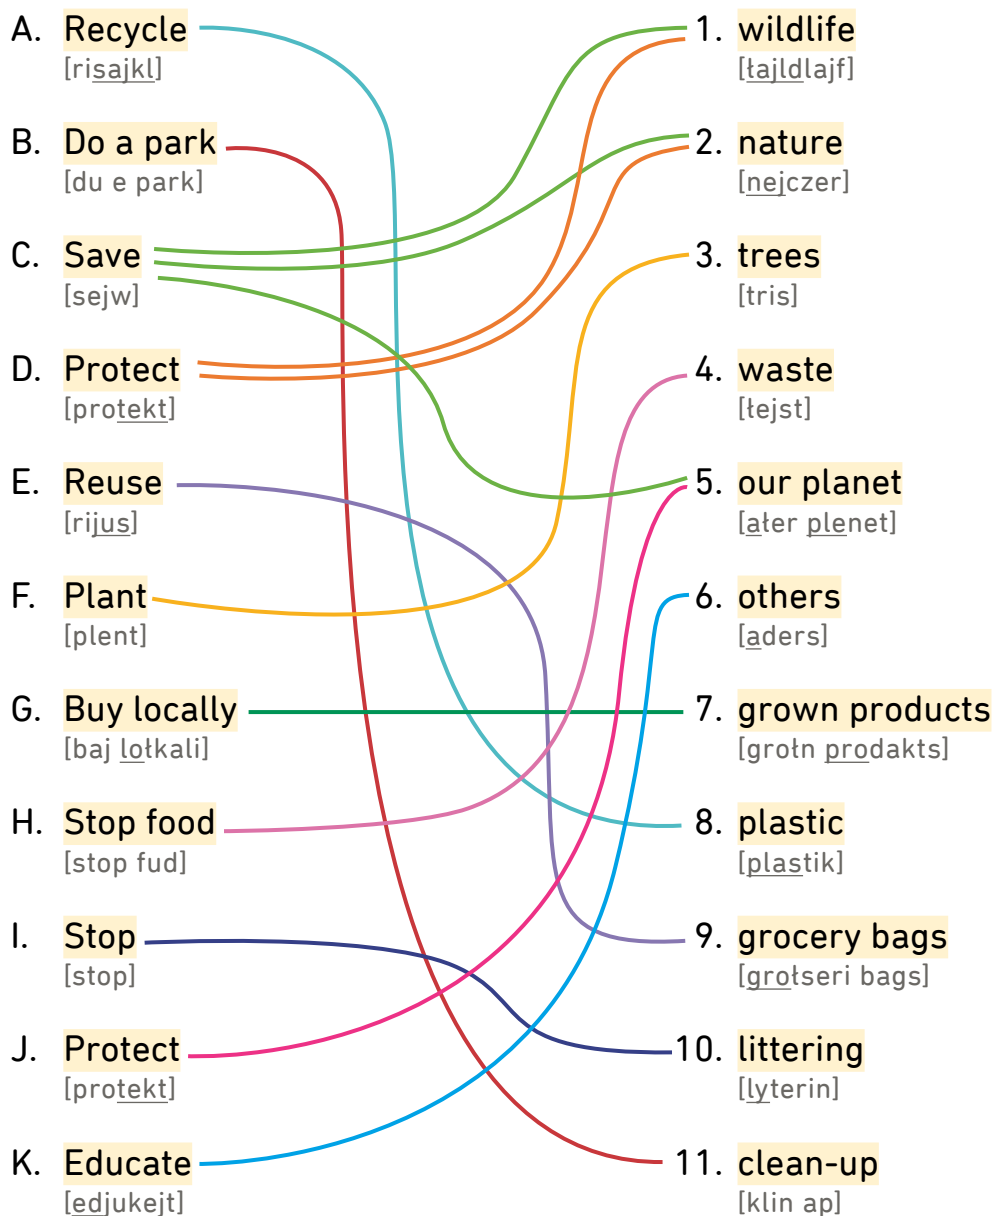 A. Recycle
[risajkl]
1. wildlife
[łajldlajf]
B. Do a park
[du e park]
2. nature
[nejczer]
C. Save
[sejw]
3. trees
[tris]
D. Protect
[protekt]
4. waste
[łejst]
E. Reuse
[rijus]
5. our planet
[ałer plenet]
F. Plant
[plent]
6. others
[aders]
G. Buy locally
[baj lołkali]
7. grown products
[grołn prodakts]
H. Stop food
[stop fud]
8. plastic
[plastik]
I. Stop
[stop]
9. grocery bags
[grołseri bags]
J. Protect
[protekt]
10. littering
[lyterin]
K. Educate
[edjukejt]
11. clean-up
[klin ap]